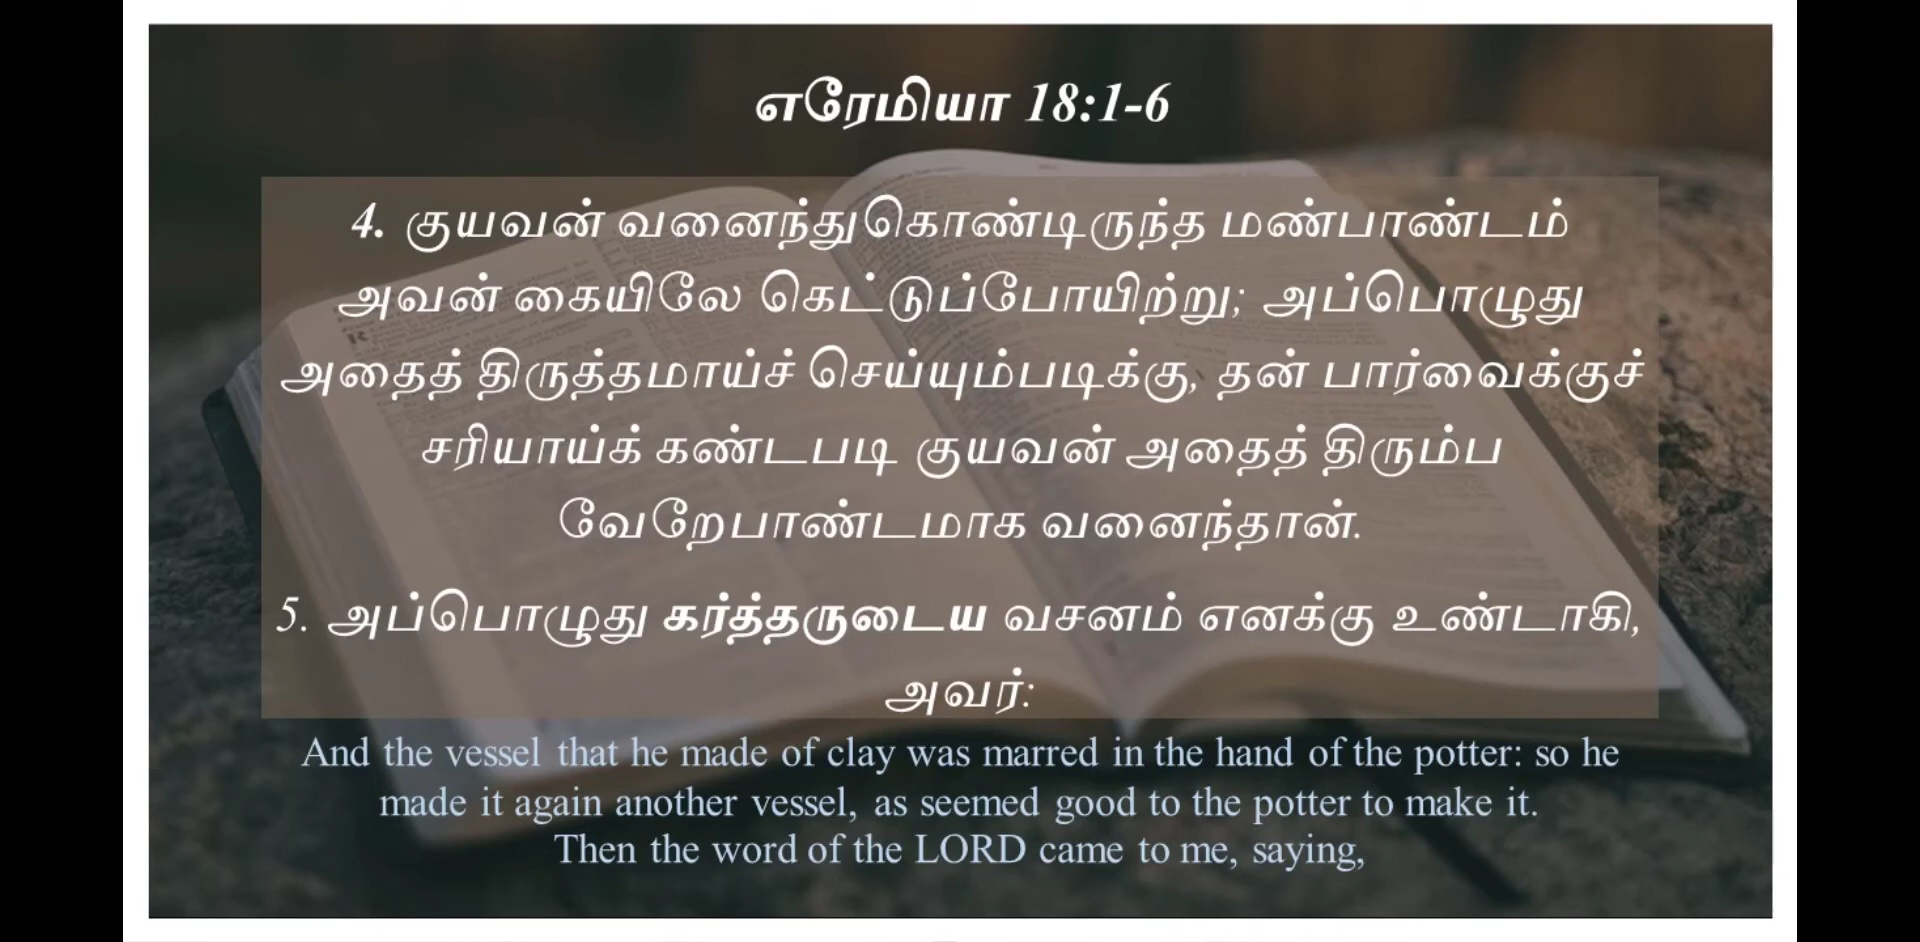 எரேமியா 18:1-6
4. குயவன் வனைந்துகொண்டிருந்த மண்பாண்டம்
அவன் கையிலே கெட்டுப்போயிற்று; அப்பொழுது
அதைத் திருத்தமாய்ச் செய்யும்படிக்கு, தன் பார்வைக்குச்
சரியாய்க் கண்டபடி குயவன் அதைத் திரும்ப
வேறேபாண்டமாக வனைந்தான்.
5. அப்பொழுது கர்த்தருடைய வசனம் எனக்கு உண்டாகி,
அவர்:
And the vessel that he made of clay was marred in the hand of the potter: so he
made it again another vessel, as seemed good to the potter to make it.
Then the word of the LORD came to me, saying,